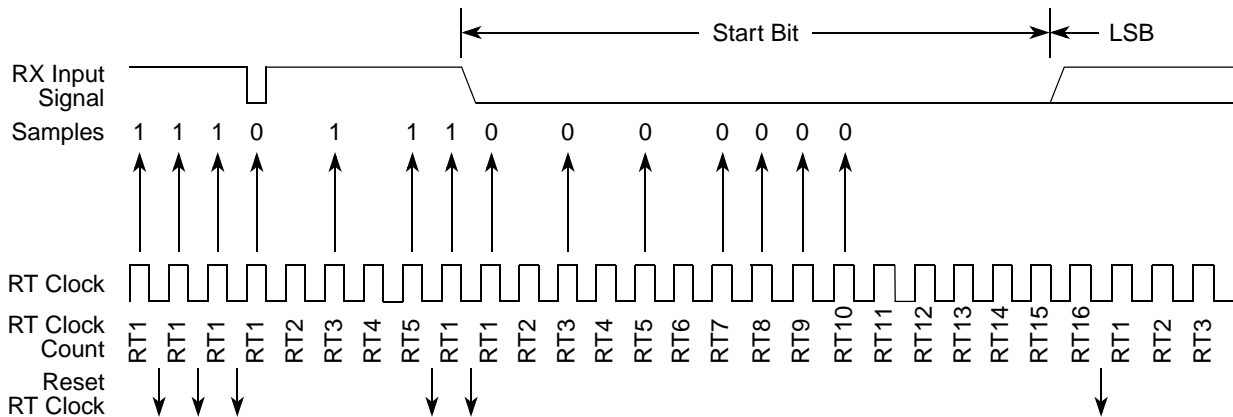 Start Bit LSB
RX Input
Signal
Samples 1 1 1 0 1 1 1 0 0 0 0 0 0 0
RT Clock
RT Clock
Count
RT1 RT1 RT1 RT1 RT2 RT3 RT4 RT5 RT1 RT1 RT2 RT3 RT4 RT5 RT6 RT7 RT8 RT9 RT10 RT11 RT12 RT13 RT14 RT15 RT16 RT1 RT2 RT3
Reset
RT Clock